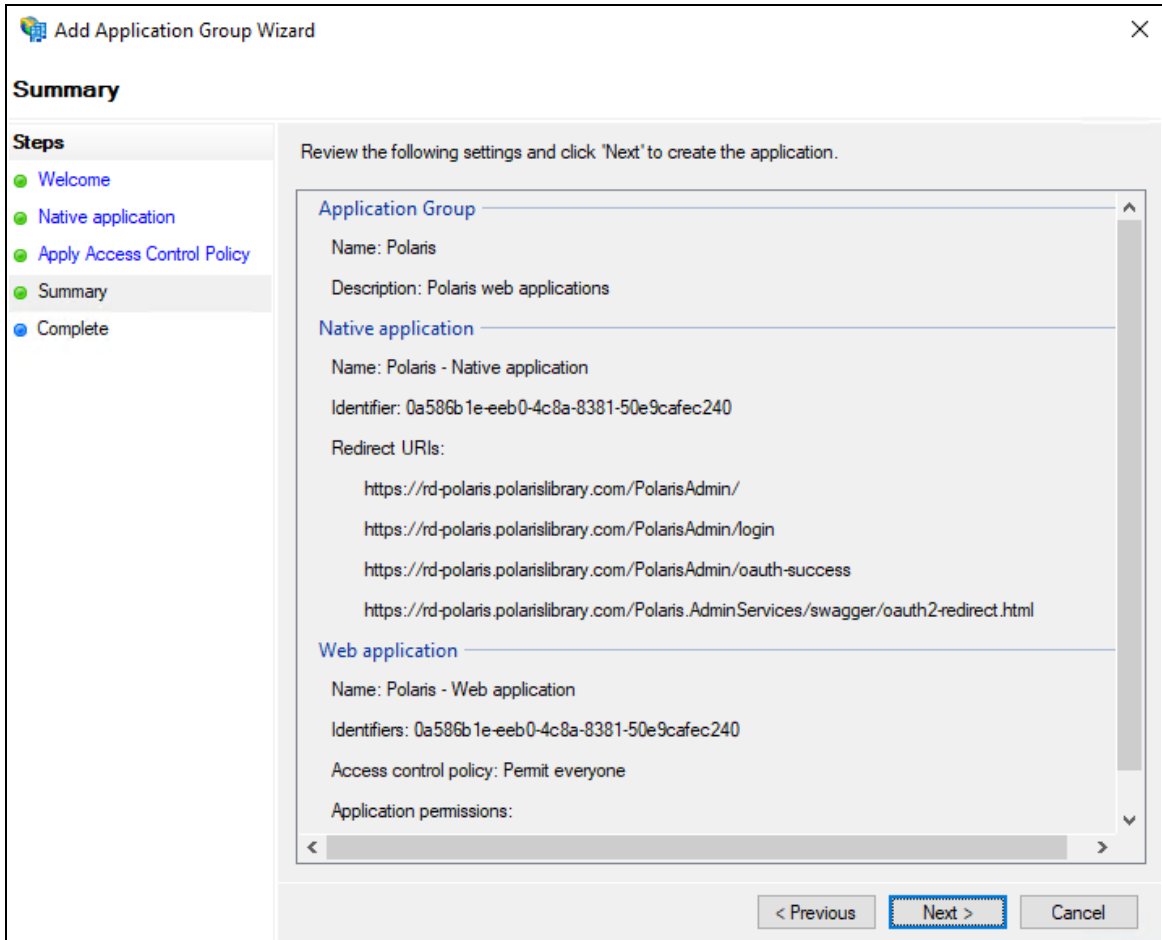 Add Application Group Wizard
Summary
Steps
Welcome
Native application
Apply Access Control Policy
Summary
Complete
Review the following settings and click 'Next' to create the application.
Application Group
Name: Polaris
Description: Polaris web applications
Native application
Name: Polaris - Native application
Identifier: 0a586b1e-eeb0-4c8a-8381-50e9cafec240
Redirect URIs:
https://rd-polaris.polarislibrary.com/PolarisAdmin/
https://rd-polaris.polarislibrary.com/PolarisAdmin/login
https://rd-polaris.polarislibrary.com/PolarisAdmin/oauth-success
https://rd-polaris.polarislibrary.com/Polaris.AdminServices/swagger/oauth2-redirect.html
Web application
Name: Polaris - Web application
Identifiers: 0a586b1e-eeb0-4c8a-8381-50e9cafec240
Access control policy: Permit everyone
Application permissions:
< Previous
Next >
Cancel